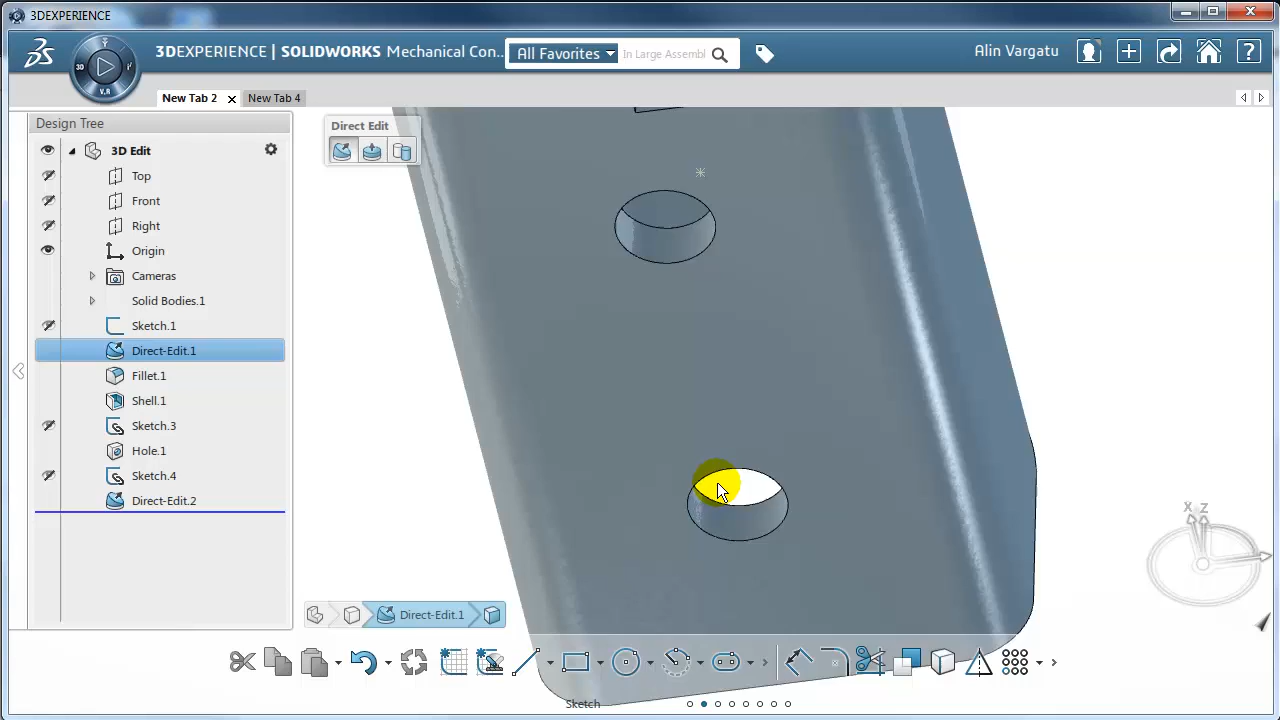 3DEXPERIENCE
3DEXPERIENCE | SOLIDWORKS Mechanical Con...
All Favorites
In Large Assembl
Alin Vargatu
3D
V.R
New Tab 2
New Tab 4
Design Tree
Direct Edit
3D Edit
Top
Front
Right
Origin
Cameras
Solid Bodies.1
Sketch.1
Direct-Edit.1
Fillet.1
Shell.1
Sketch.3
Hole.1
Sketch.4
Direct-Edit.2
X Z
Direct-Edit.1
Sketch